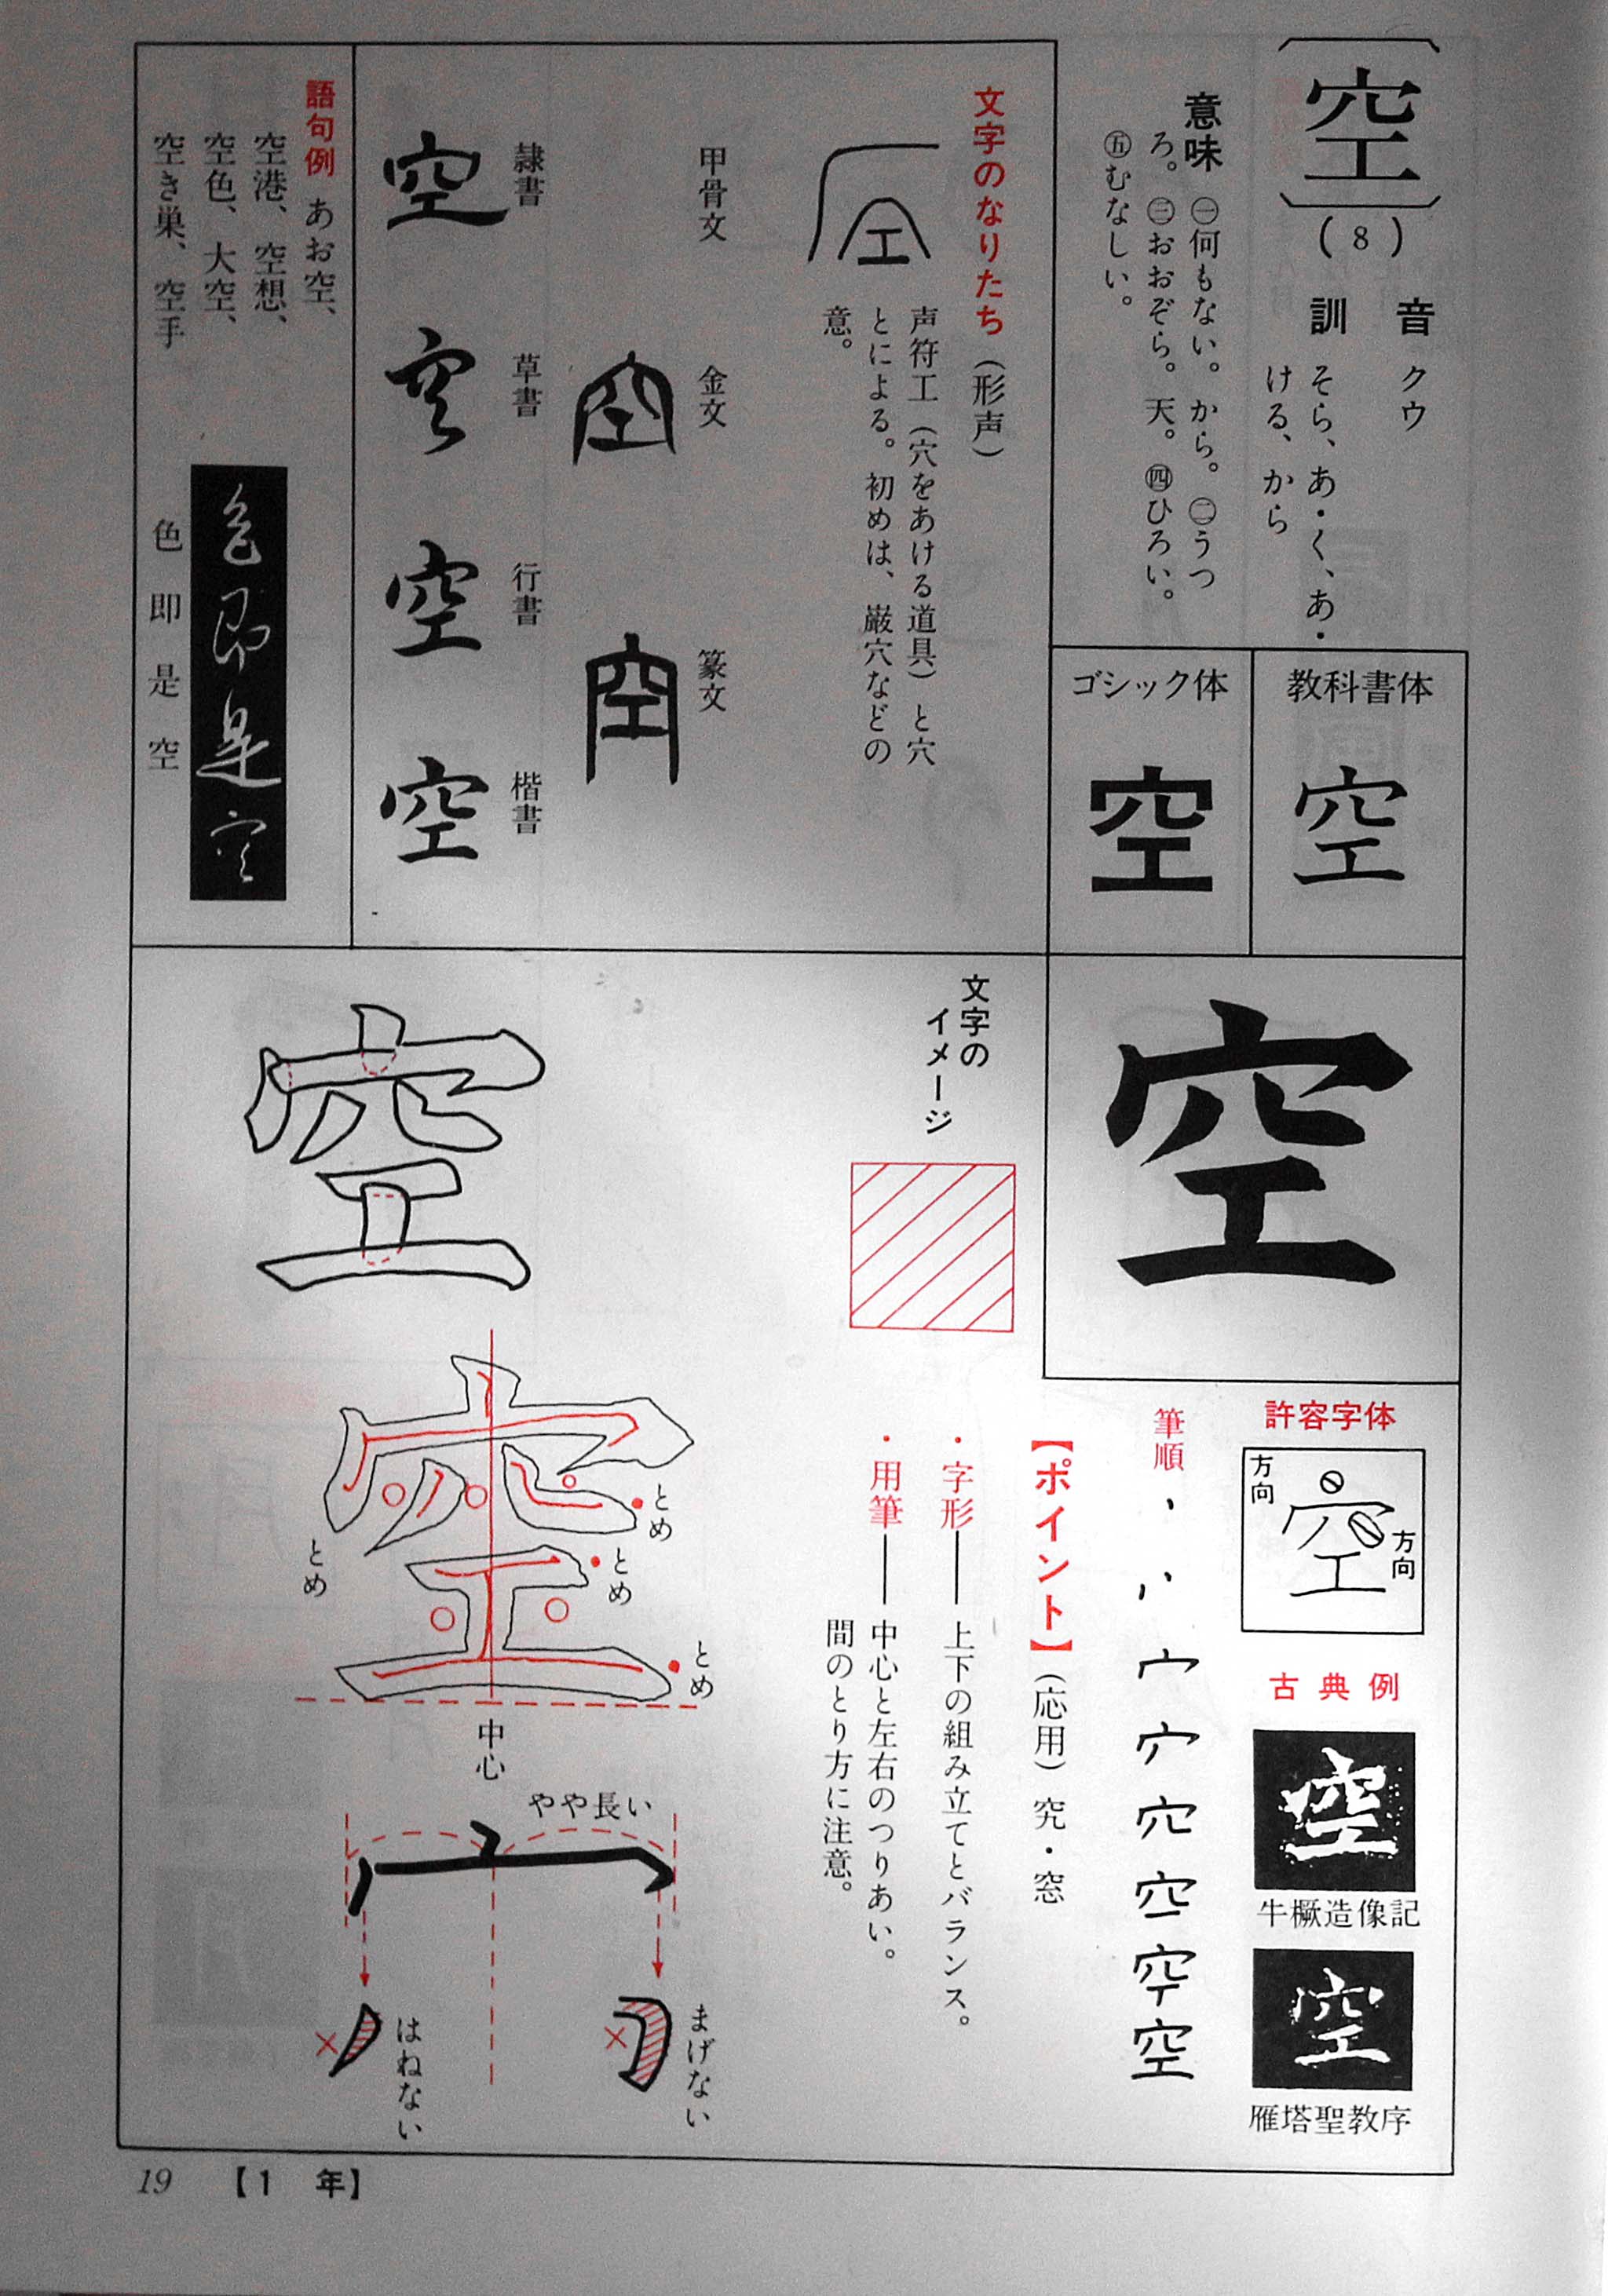 空
(8)
音 クウ
訓 そら、あ・く、あ・
ける、から
意味 ㊀何もない。から。㊁うつ
ろ。㊂おおぞら。天。㊃ひろい。
㊄むなしい。
教科書体
空
ゴシック体
空
文字のなりたち(形声)
声符工(穴をあける道具)と穴
とによる。初めは、巌穴などの
意。
甲骨文
金文
空
篆文
空
隷書
空
草書
空
行書
空
楷書
空
語句例 あお空、
空港、空想、
空色、大空、
空き巣、空手
色即是空
色即是空
空
文字の
イメージ
空
許容字体
方向
空
方向
古典例
空
牛橛造像記
空
雁塔聖教序
筆順
空
【ポイント】(応用)究・窓
・字形――上下の組み立てとバランス。
・用筆――中心と左右のつりあい。
間のとり方に注意。
空
とめ
とめ
とめ
とめ
中心
やや長い
まげない
はねない
19 【1 年】